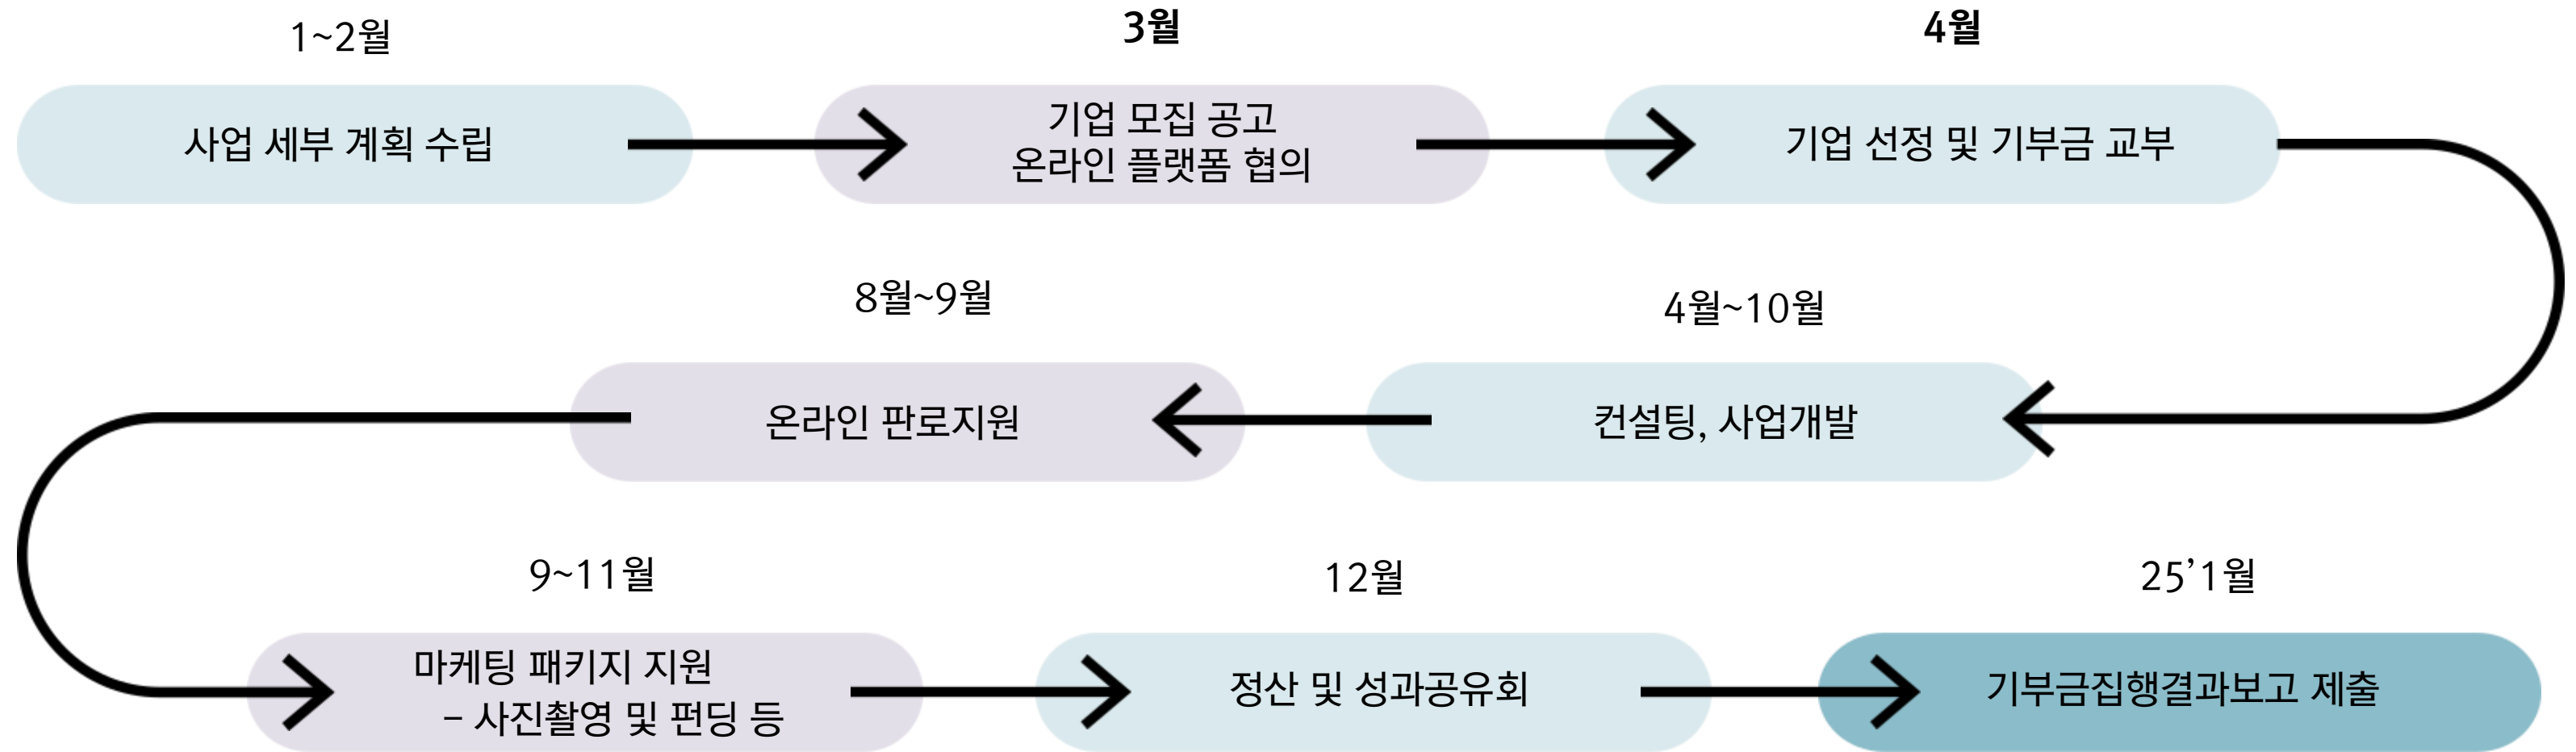 1~2월
사업 세부 계획 수립
3월
기업 모집 공고
온라인 플랫폼 협의
4월
기업 선정 및 기부금 교부
4월~10월
컨설팅, 사업개발
8월~9월
온라인 판로지원
9~11월
마케팅 패키지 지원
– 사진촬영 및 펀딩 등
12월
정산 및 성과공유회
25’1월
기부금집행결과보고 제출